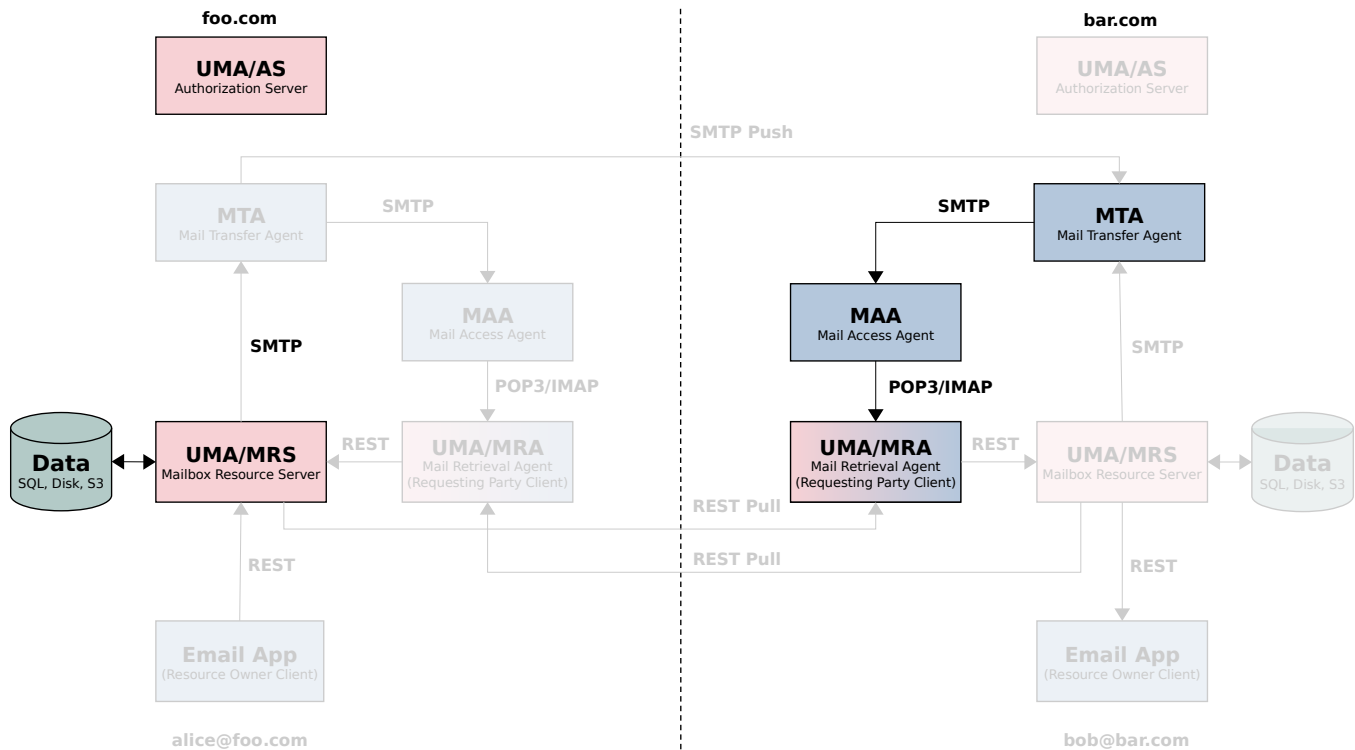 foo.com
bar.com
UMA/AS
Authorization Server
UMA/AS
Authorization Server
SMTP Push
MTA
Mail Transfer Agent
SMTP
SMTP
MTA
Mail Transfer Agent
MAA
Mail Access Agent
MAA
Mail Access Agent
SMTP
SMTP
POP3/IMAP
POP3/IMAP
Data
SQL, Disk, S3
UMA/MRS
Mailbox Resource Server
REST
UMA/MRA
Mail Retrieval Agent
(Requesting Party Client)
UMA/MRA
Mail Retrieval Agent
(Requesting Party Client)
REST
UMA/MRS
Mailbox Resource Server
Data
SQL, Disk, S3
REST Pull
REST Pull
REST
REST
Email App
(Resource Owner Client)
Email App
(Resource Owner Client)
alice@foo.com
bob@bar.com